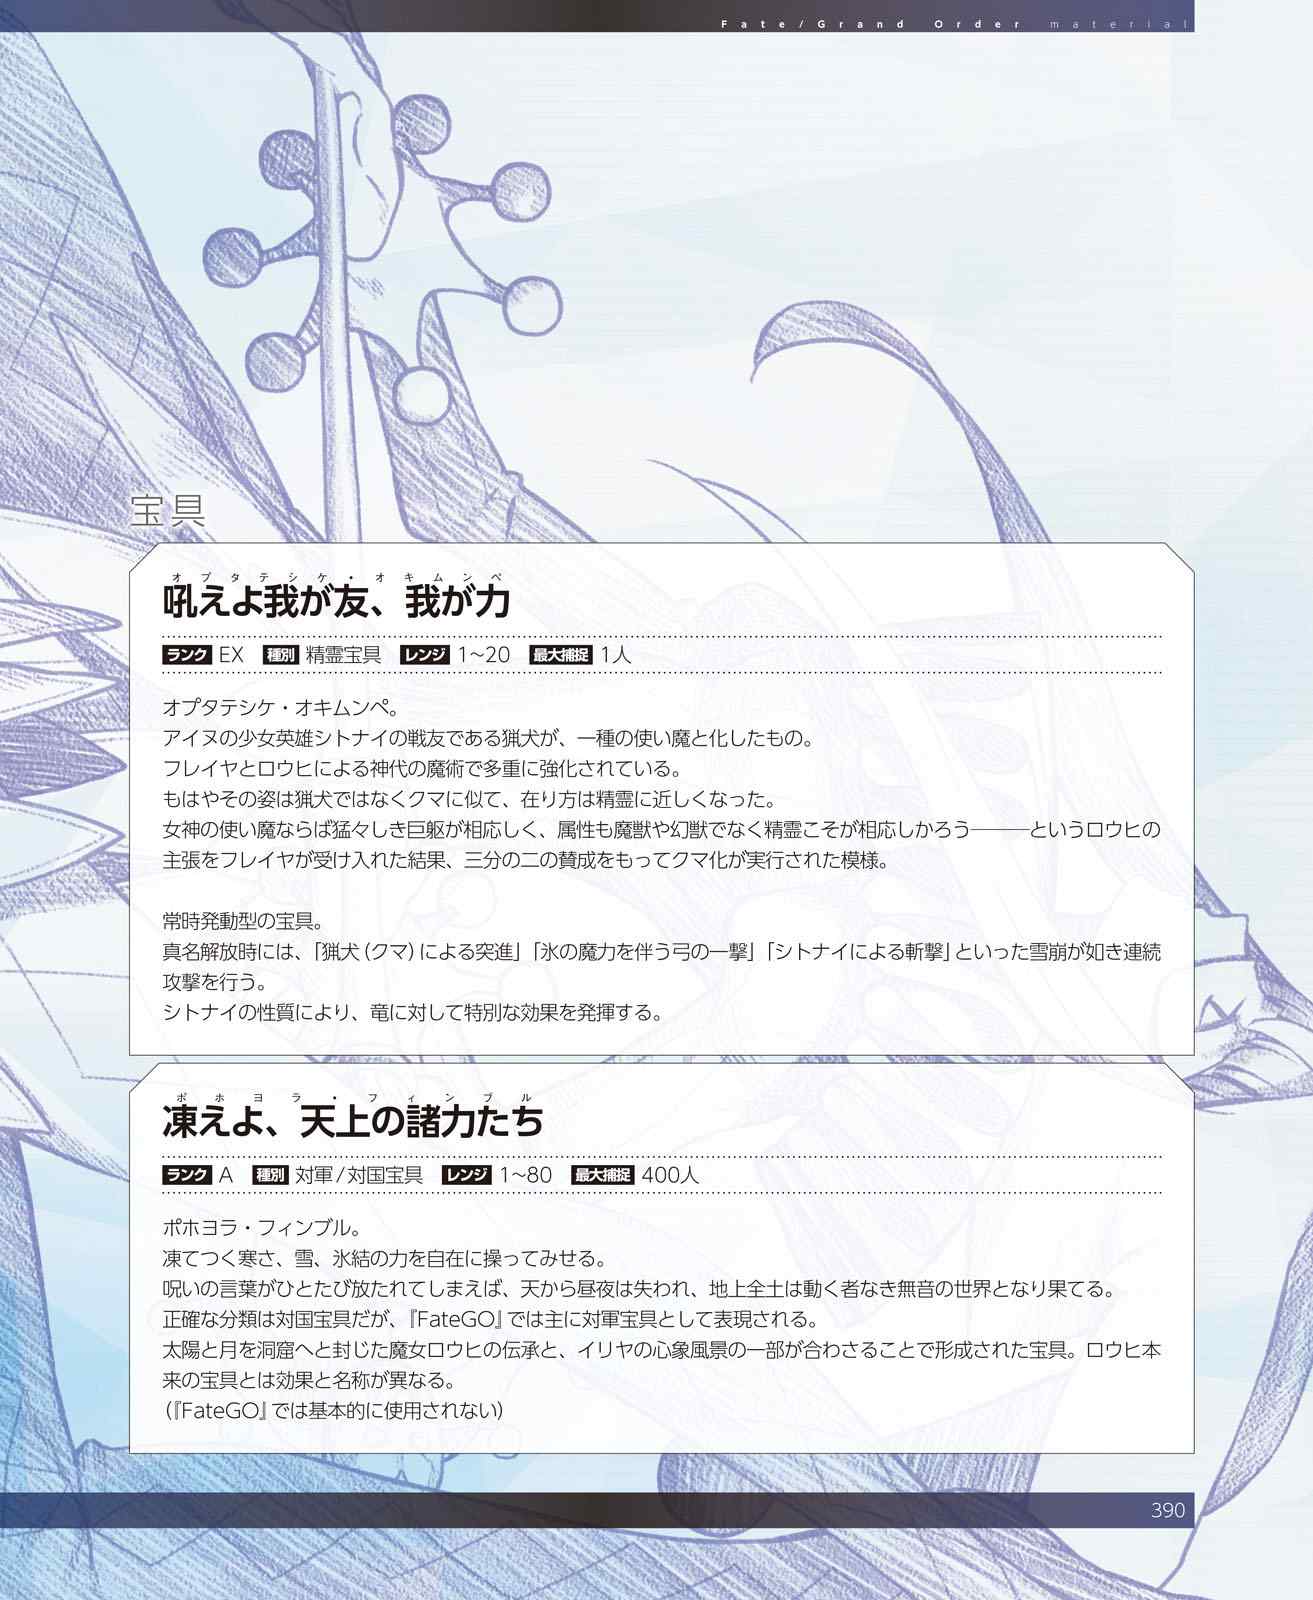 Fate/Grand Order material
宝具
オプタテシケ・オキムンペ
吼えよ我が友、我が力
ランク EX 種別 精霊宝具 レンジ 1~20 最大捕捉 1人
オプタテシケ・オキムンペ。
アイヌの少女英雄シトナイの戦友である猟犬が、一種の使い魔と化したもの。
フレイヤとロウヒによる神代の魔術で多重に強化されている。
もはやその姿は猟犬ではなくクマに似て、在り方は精霊に近しくなった。
女神の使い魔ならば猛々しき巨躯が相応しく、属性も魔獣や幻獣でなく精霊こそが相応しかろう―――というロウヒの
主張をフレイヤが受け入れた結果、三分の二の賛成をもってクマ化が実行された模様。
常時発動型の宝具。
真名解放時には、「猟犬(クマ)による突進」「氷の魔力を伴う弓の一撃」「シトナイによる斬撃」といった雪崩が如き連続
攻撃を行う。
シトナイの性質により、竜に対して特別な効果を発揮する。
ポホヨラ・フィンブル
凍えよ、天上の諸力たち
ランク A 種別 対軍/対国宝具 レンジ 1~80 最大捕捉 400人
ポホヨラ・フィンブル。
凍てつく寒さ、雪、氷結の力を自在に操ってみせる。
呪いの言葉がひとたび放たれてしまえば、天から昼夜は失われ、地上全土は動く者なき無音の世界となり果てる。
正確な分類は対国宝具だが、『FateGO』では主に対軍宝具として表現される。
太陽と月を洞窟へと封じた魔女ロウヒの伝承と、イリヤの心象風景の一部が合わさることで形成された宝具。ロウヒ本
来の宝具とは効果と名称が異なる。
(『FateGO』では基本的に使用されない)
390